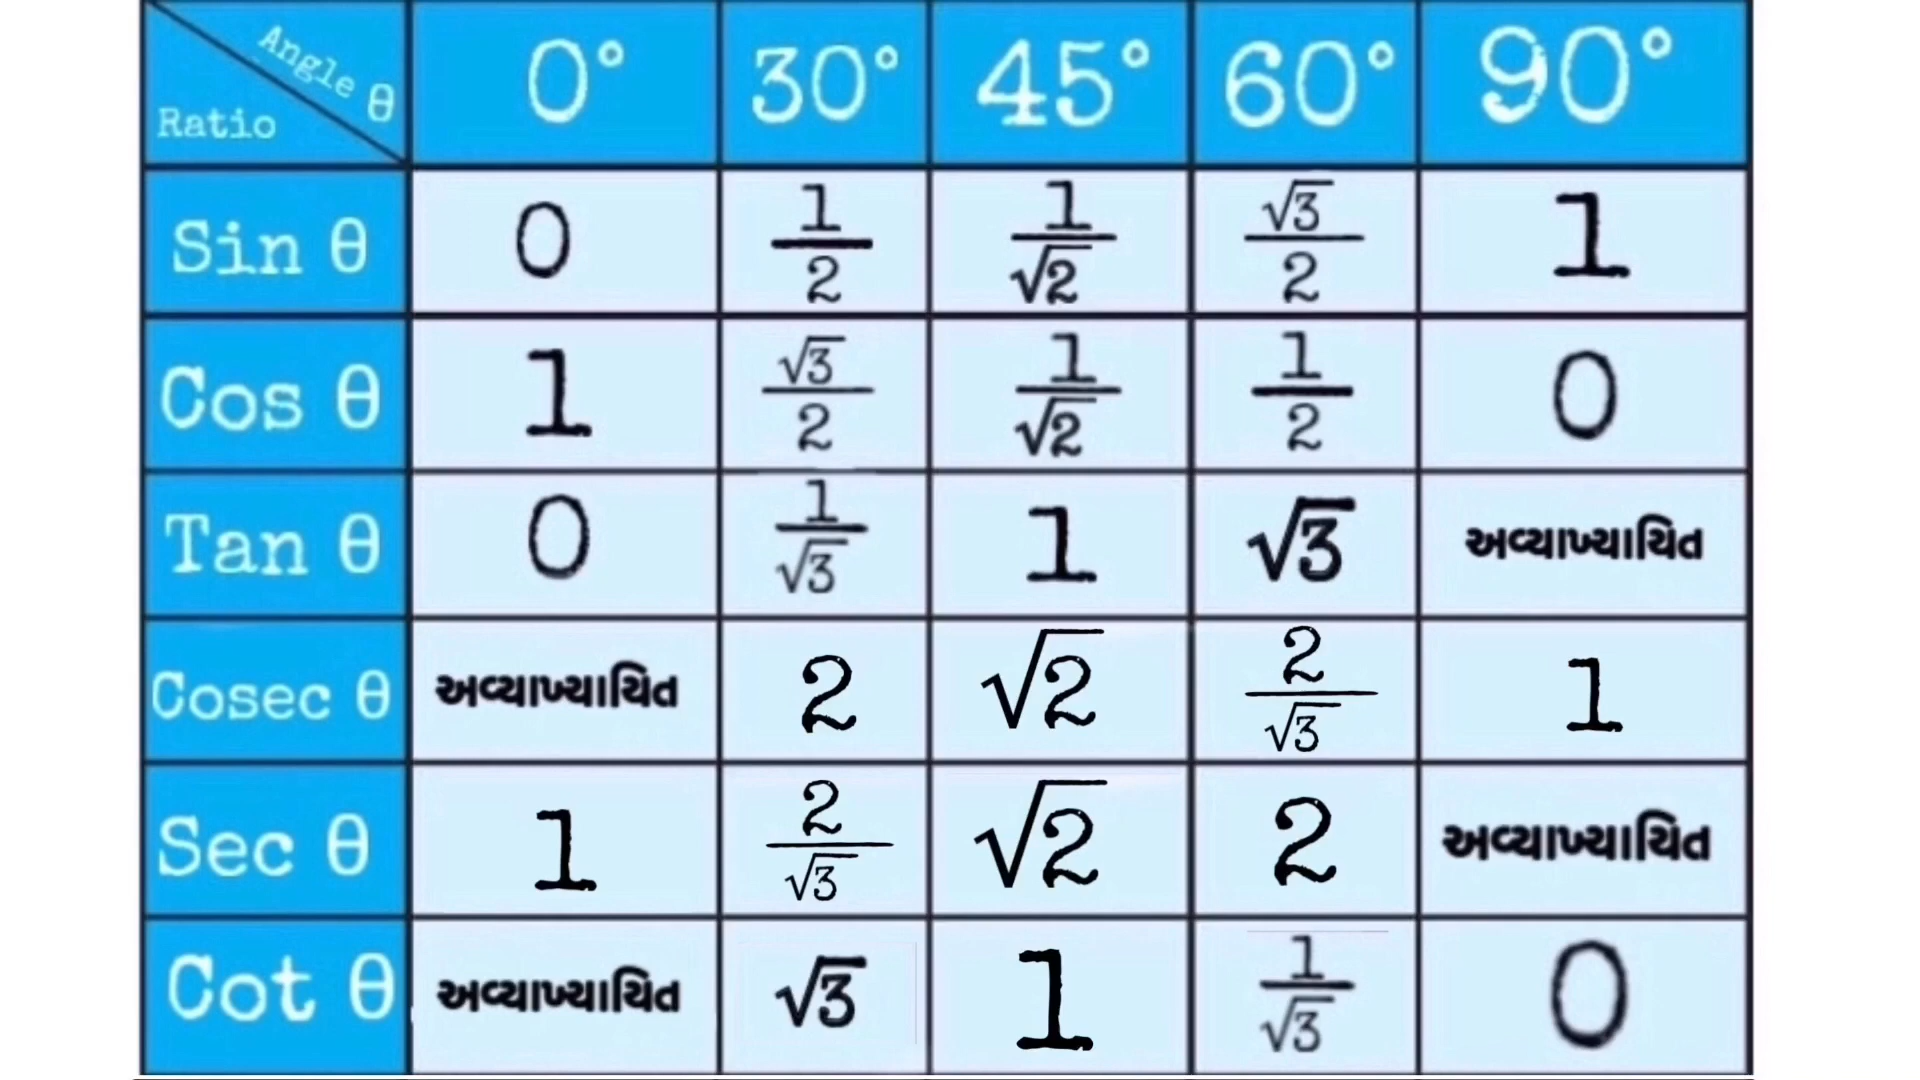 Angle θ
Ratio
0° 30° 45° 60° 90°
Sin θ 0 1/2 1/√2 √3/2 1
Cos θ 1 √3/2 1/√2 1/2 0
Tan θ 0 1/√3 1 √3 અવ્યાખ્યાયિત
Cosec θ અવ્યાખ્યાયિત 2 √2 2/√3 1
Sec θ 1 2/√3 √2 2 અવ્યાખ્યાયિત
Cot θ અવ્યાખ્યાયિત √3 1 1/√3 0